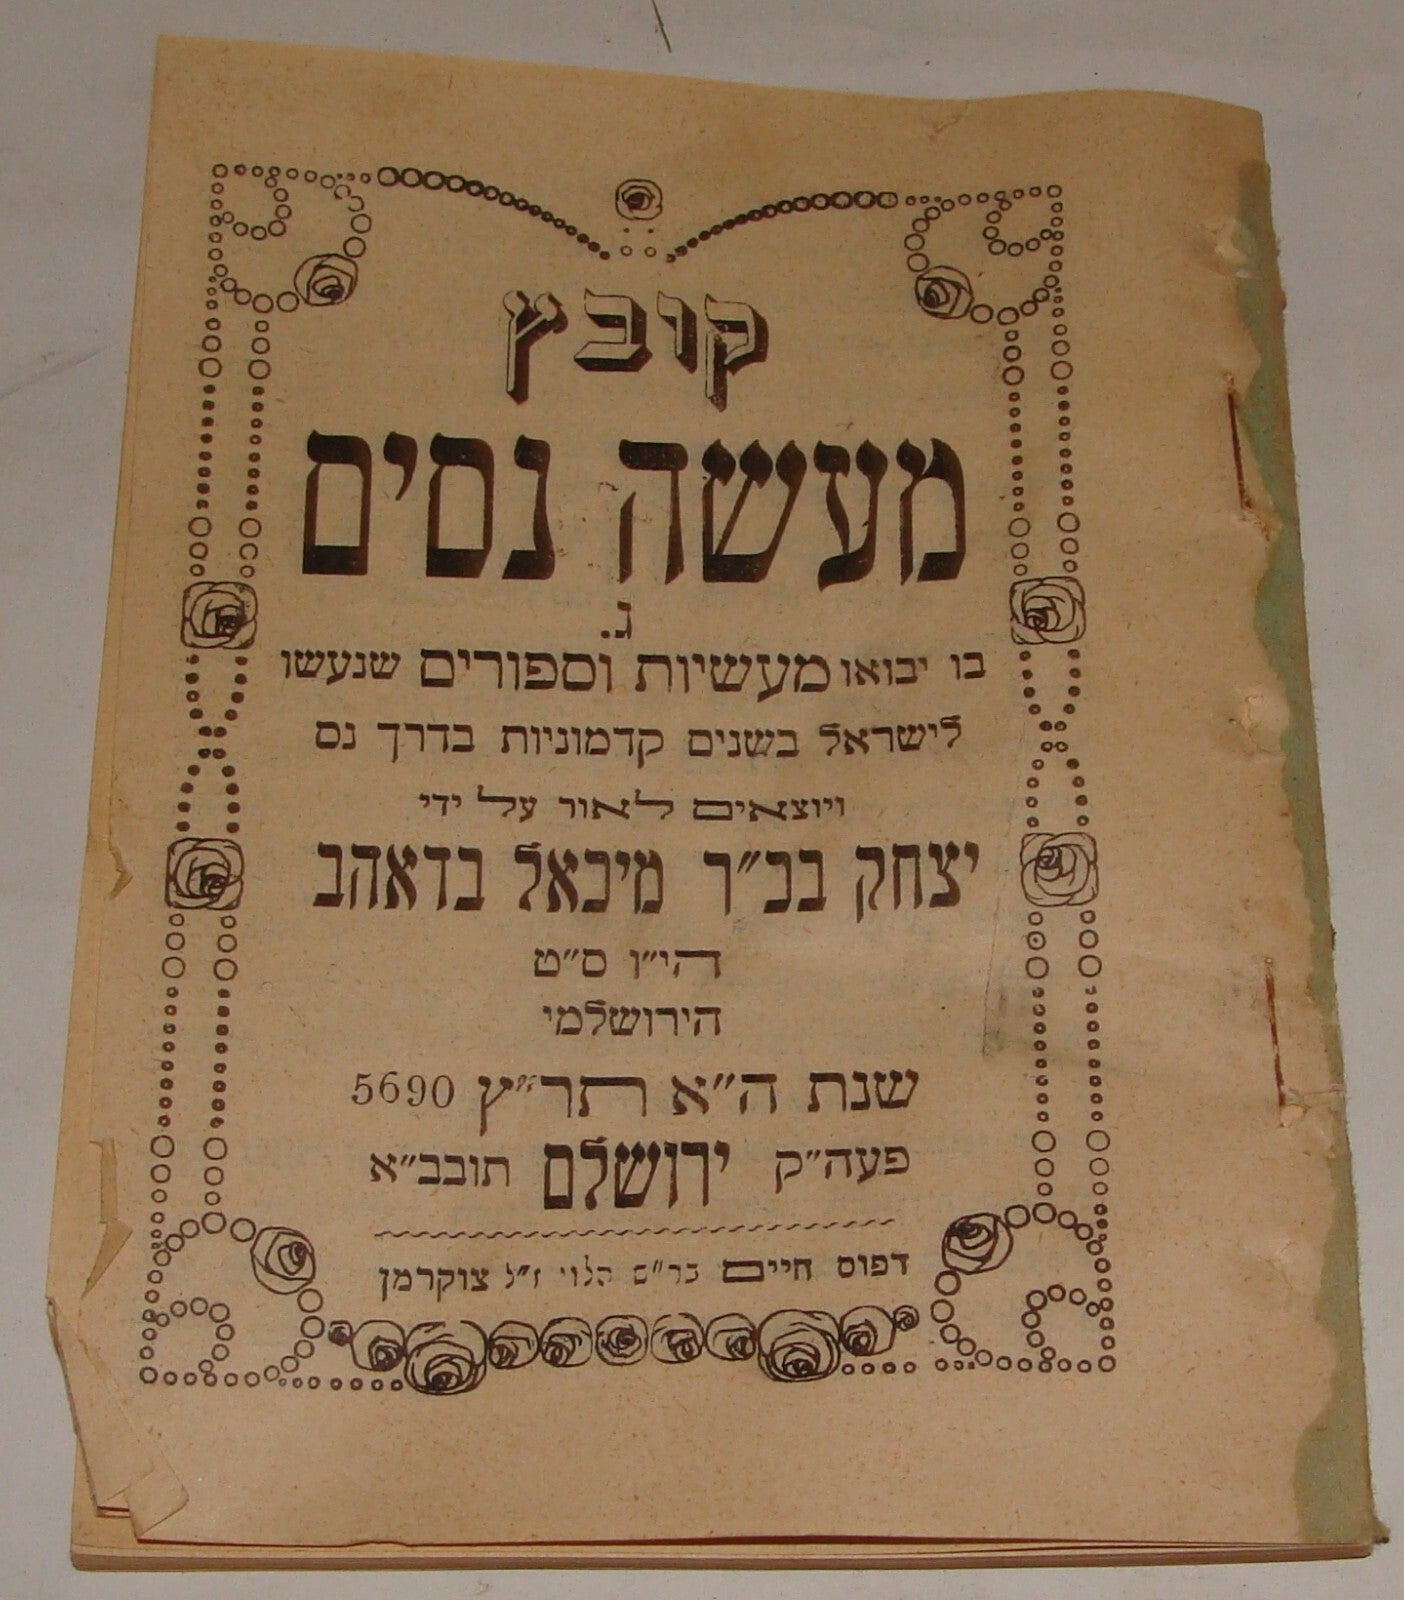 קובץ
מעשה נסים
ג.
בו יבואו מעשיות וספורים שנעשו
לישראל בשנים קדמוניות בדרך נס
ויוצאים לאור על ידי
יצחק בכ״ר מיכאל בדאהב
הי״ו ס״ט
הירושלמי
שנת ה״א תר״ץ 5690
פעה״ק ירושלם תובב״א
דפוס חיים הלוי ז״ל צוקרמן